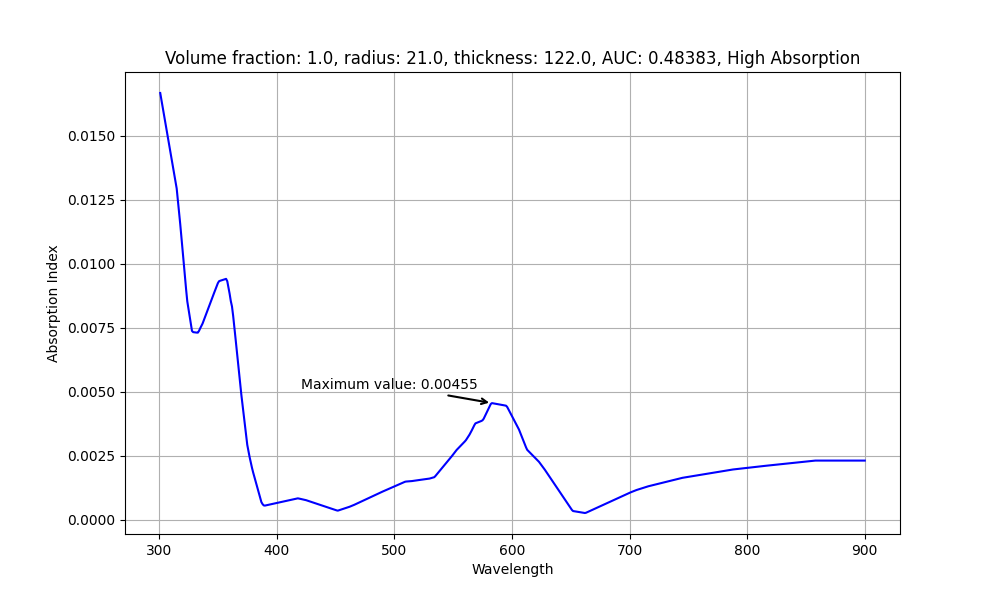 Volume fraction: 1.0, radius: 21.0, thickness: 122.0, AUC: 0.48383, High Absorption
0.0150
0.0125
0.0100
0.0075
0.0050
0.0025
0.0000
Absorption Index
Maximum value: 0.00455
300 400 500 600 700 800 900
Wavelength